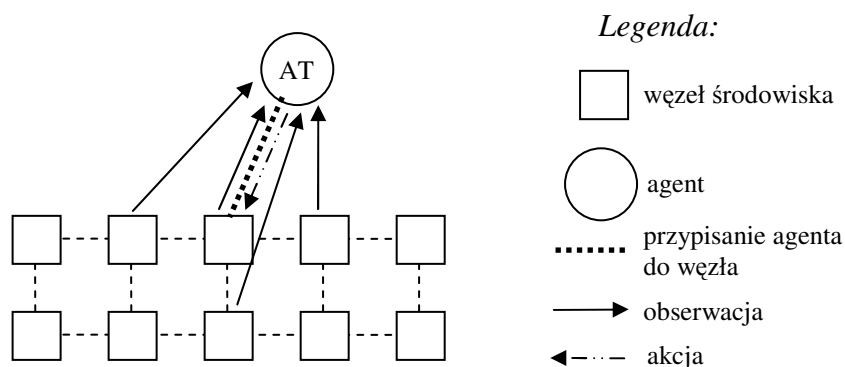 Legenda:
AT
węzeł środowiska
agent
przypisanie agenta
do węzła
obserwacja
akcja